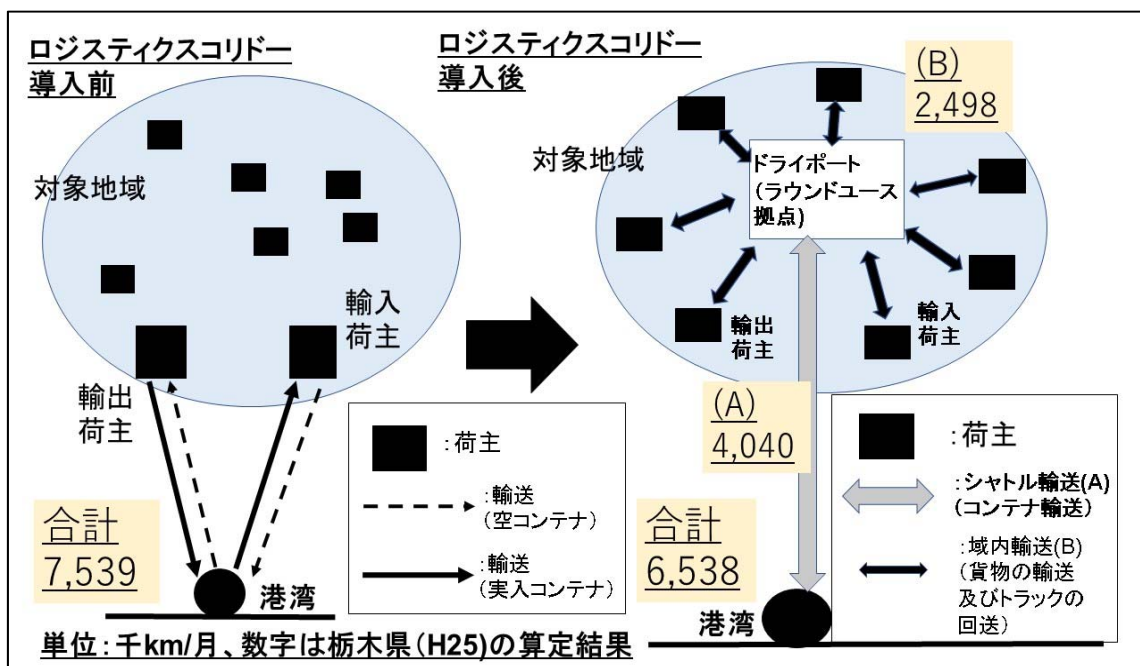 ロジスティクスコリドー
導入前
対象地域
輸入
荷主
輸出
荷主
合計
7,539
港湾
:荷主
:輸送
(空コンテナ)
:輸送
(実入コンテナ)
ロジスティクスコリドー
導入後
(B)
2,498
対象地域
ドライポート
(ラウンドユース
拠点)
輸出
荷主
輸入
荷主
(A)
4,040
合計
6,538
港湾
:荷主
:シャトル輸送(A)
(コンテナ輸送)
:域内輸送(B)
(貨物の輸送
及びトラックの
回送)
単位:千km/月、数字は栃木県(H25)の算定結果